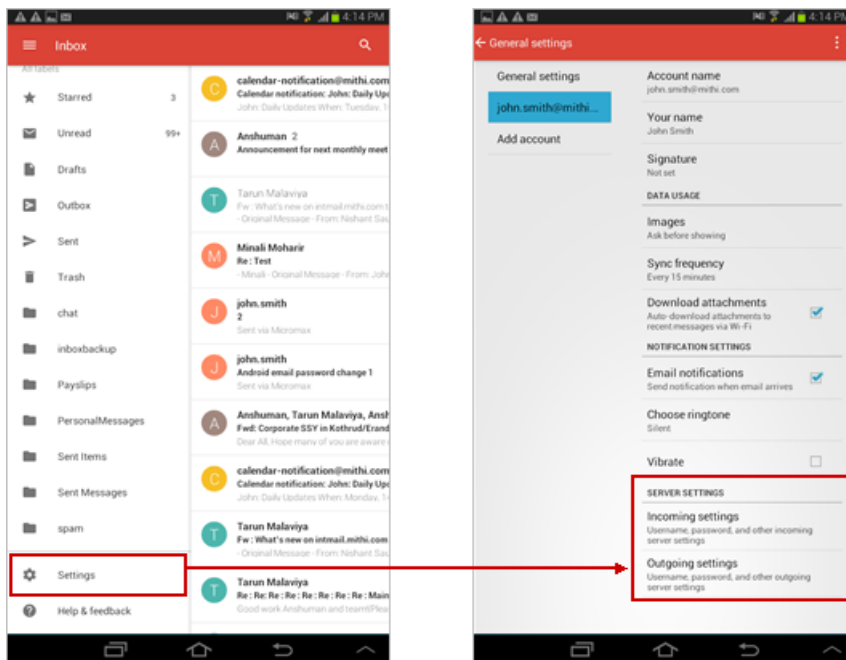 4:14 PM
Inbox
All labels
Starred 3
Unread 99+
Drafts
Outbox
Sent
Trash
chat
inboxbackup
Payslips
PersonalMessages
Sent Items
Sent Messages
spam
Settings
Help & feedback
C
calendar-notification@mithi.com
Calendar notification: John: Daily Upd
John: Daily Updates When: Tuesday, 1
A
Anshuman 2
Announcement for next monthly meet
T
Tarun Malaviya
Fw : What's new on intmail.mithi.com t
- Original Message - From: Nishant Sau
M
Minali Moharir
Re : Test
- Minali - Original Message - From: John
J
john.smith
2
Sent via Micromax
J
john.smith
Android email password change 1
Sent via Micromax
A
Anshuman, Tarun Malaviya, Ansh
Fwd: Corporate SSY in Kothrud/Erand
Dear All, Hope many of you are aware
C
calendar-notification@mithi.com
Calendar notification: John: Daily Upd
John: Daily Updates When: Monday, 1
T
Tarun Malaviya
Fw : What's new on intmail.mithi.com
- Original Message - From: Nishant Sau
T
Tarun Malaviya
Re : Re: Re : Re : Re : Re : Re : Main
Good work Anshuman and team!!Pleas
4:14 PM
General settings
General settings
john.smith@mithi...
Add account
Account name
john.smith@mithi.com
Your name
John Smith
Signature
Not set
DATA USAGE
Images
Ask before showing
Sync frequency
Every 15 minutes
Download attachments
Auto-download attachments to
recent messages via Wi-Fi
NOTIFICATION SETTINGS
Email notifications
Send notification when email arrives
Choose ringtone
Silent
Vibrate
SERVER SETTINGS
Incoming settings
Username, password, and other incoming
server settings
Outgoing settings
Username, password, and other outgoing
server settings